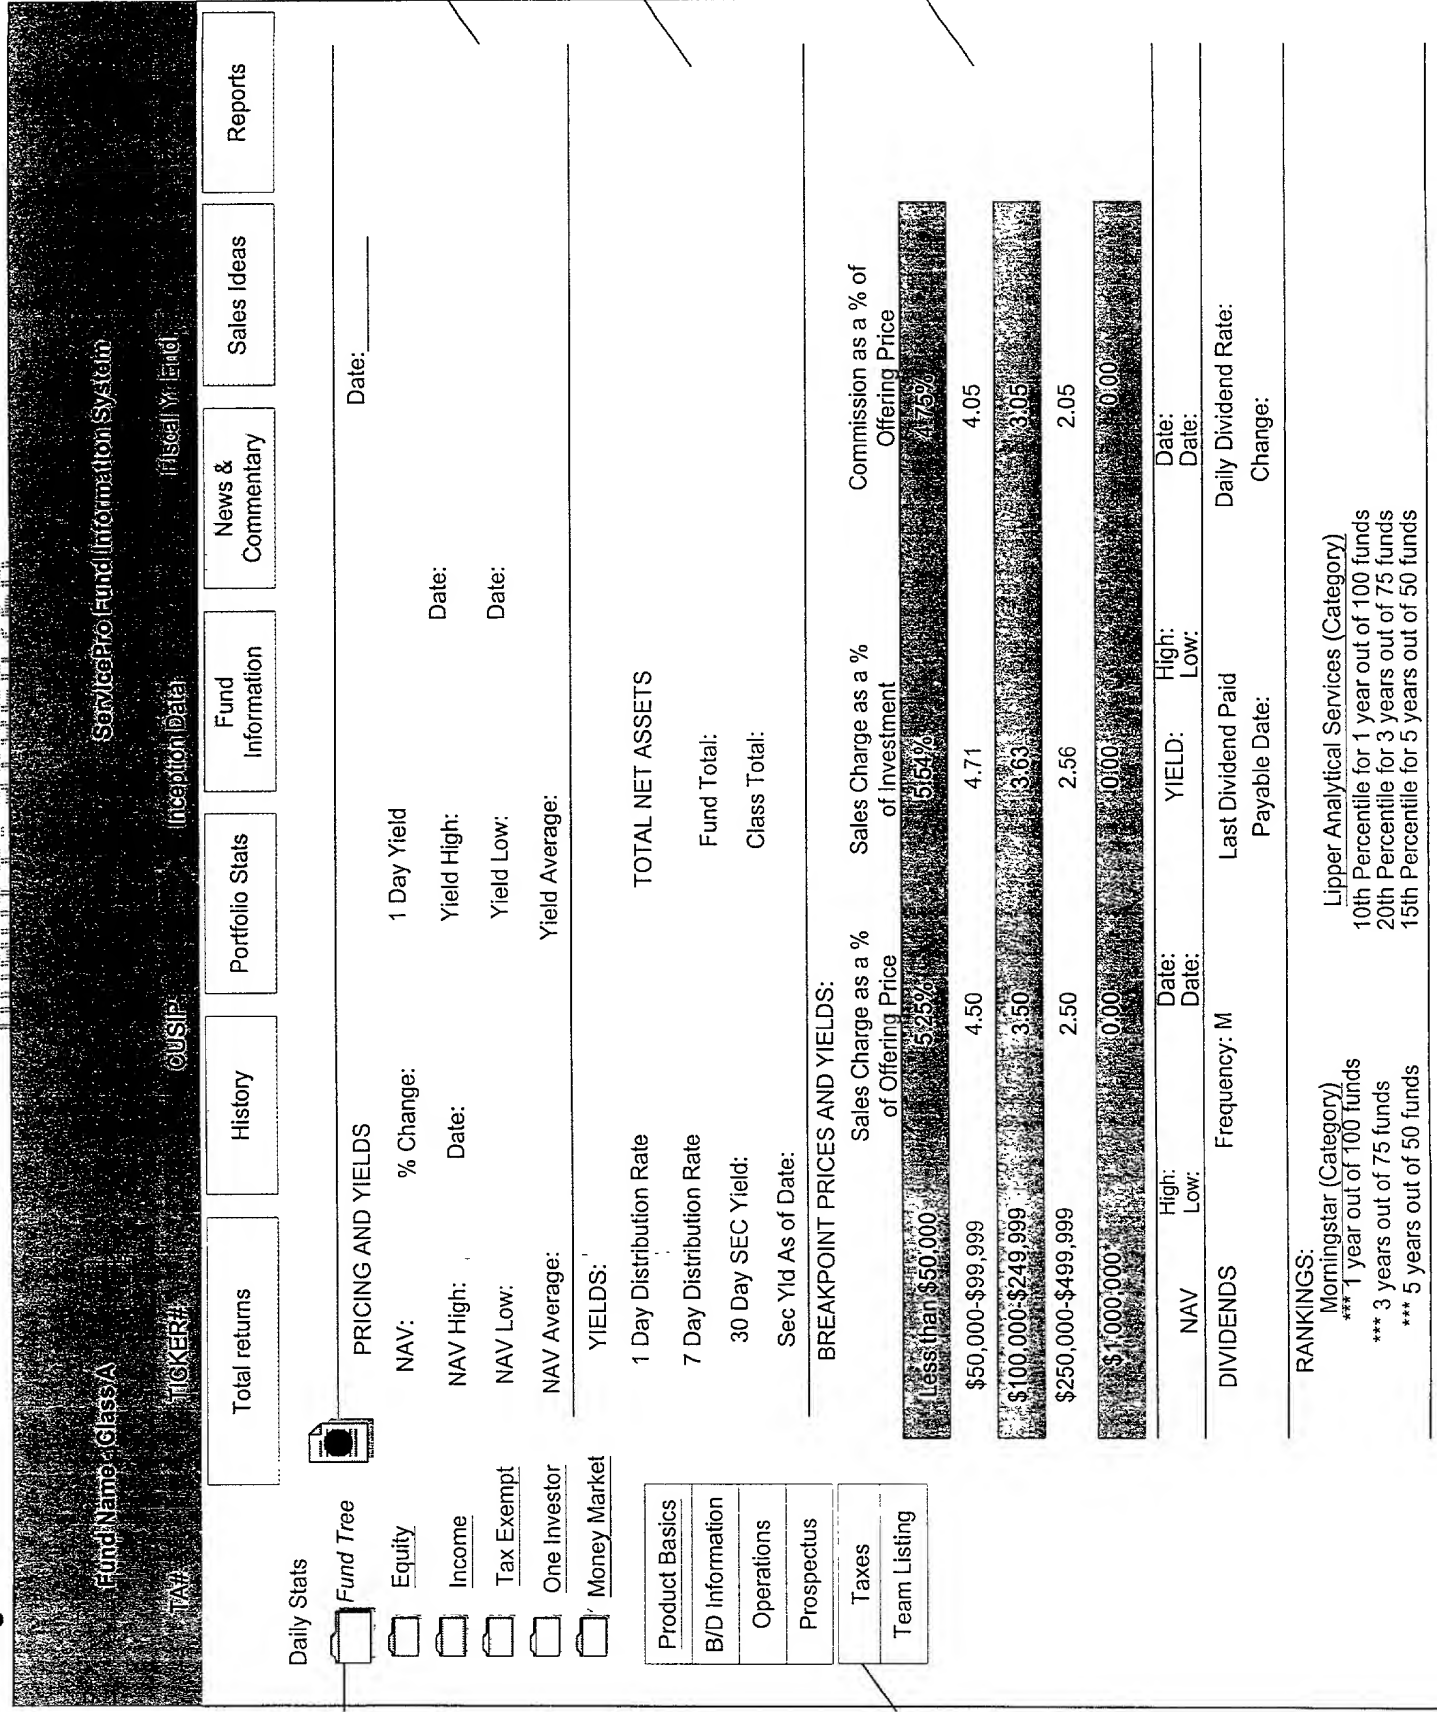 Fund Name - Class A ServicePro Fund Information System
TA# TICKER# CUSIP Inception Data Fiscal Yr End
Total returns History Portfolio Stats Fund Information News & Commentary Sales Ideas Reports
Daily Stats
Fund Tree
Equity
Income
Tax Exempt
One Investor
Money Market
Product Basics
B/D Information
Operations
Prospectus
Taxes
Team Listing
PRICING AND YIELDS Date:
NAV: % Change: 1 Day Yield
NAV High: Date: Yield High: Date:
NAV Low: Yield Low: Date:
NAV Average: Yield Average:
YIELDS:
1 Day Distribution Rate TOTAL NET ASSETS
7 Day Distribution Rate Fund Total:
30 Day SEC Yield: Class Total:
Sec Yld As of Date:
BREAKPOINT PRICES AND YIELDS:
Sales Charge as a % Sales Charge as a % Commission as a % of
of Offering Price of Investment Offering Price
Less than $50,000 5.25% 5.54% 4.75%
$50,000-$99,999 4.50 4.71 4.05
$100,000-$249,999 3.50 3.63 3.05
$250,000-$499,999 2.50 2.56 2.05
$1,000,000 0.00 0.00 0.00
NAV High: Date: YIELD: High: Date:
Low: Date: Low: Date:
DIVIDENDS Frequency: M Last Dividend Paid Daily Dividend Rate:
Payable Date: Change:
RANKINGS:
Morningstar (Category) Lipper Analytical Services (Category)
*** 1 year out of 100 funds 10th Percentile for 1 year out of 100 funds
*** 3 years out of 75 funds 20th Percentile for 3 years out of 75 funds
*** 5 years out of 50 funds 15th Percentile for 5 years out of 50 funds